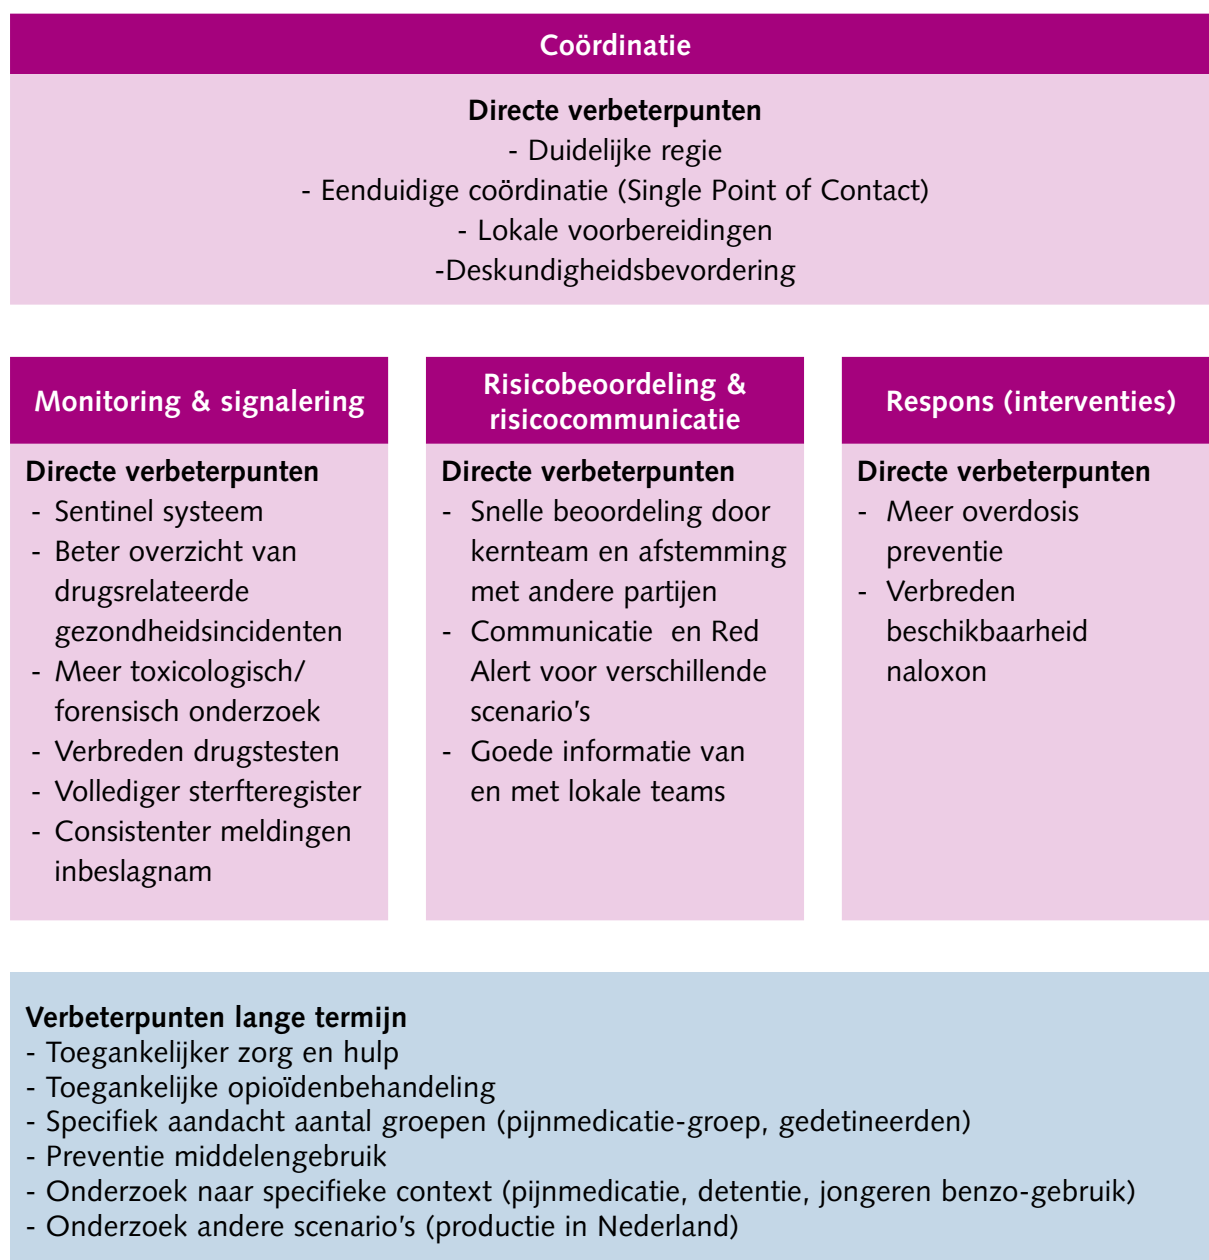 Coördinatie
Directe verbeterpunten
- Duidelijke regie
- Eenduidige coördinatie (Single Point of Contact)
- Lokale voorbereidingen
-Deskundigheidsbevordering
Monitoring & signalering
Directe verbeterpunten
- Sentinel systeem
- Beter overzicht van
drugsrelateerde
gezondheidsincidenten
- Meer toxicologisch/
forensisch onderzoek
- Verbreden drugstesten
- Vollediger sterfteregister
- Consistenter meldingen
inbeslagnam
Risicobeoordeling &
risicocommunicatie
Directe verbeterpunten
- Snelle beoordeling door
kernteam en afstemming
met andere partijen
- Communicatie en Red
Alert voor verschillende
scenario's
- Goede informatie van
en met lokale teams
Respons (interventies)
Directe verbeterpunten
- Meer overdosis
preventie
- Verbreden
beschikbaarheid
naloxon
Verbeterpunten lange termijn
- Toegankelijker zorg en hulp
- Toegankelijke opioïdenbehandeling
- Specifiek aandacht aantal groepen (pijnmedicatie-groep, gedetineerden)
- Preventie middelengebruik
- Onderzoek naar specifieke context (pijnmedicatie, detentie, jongeren benzo-gebruik)
- Onderzoek andere scenario's (productie in Nederland)